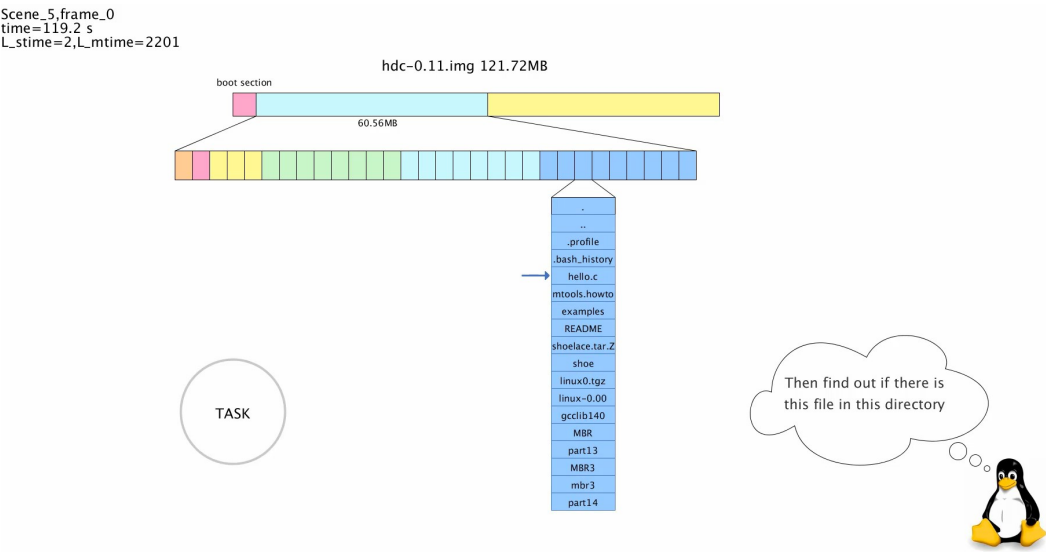 Scene_5,frame_0
time=119.2 s
L_stime=2,L_mtime=2201
hdc-0.11.img 121.72MB
boot section
60.56MB
.
..
.profile
.bash_history
hello.c
mtools.howto
examples
README
shoelace.tar.Z
shoe
linux0.tgz
linux-0.00
gcclib140
MBR
part13
MBR3
mbr3
part14
TASK
Then find out if there is
this file in this directory